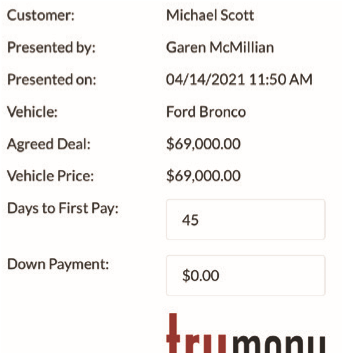 Customer: Michael Scott
Presented by: Garen McMillian
Presented on: 04/14/2021 11:50 AM
Vehicle: Ford Bronco
Agreed Deal: $69,000.00
Vehicle Price: $69,000.00
Days to First Pay: 45
Down Payment: $0.00